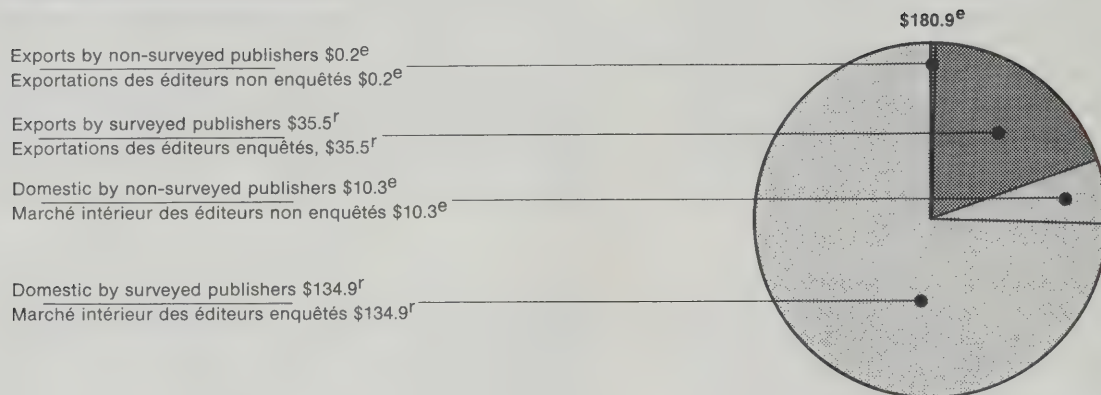 $180.9ᵉ
Exports by non-surveyed publishers $0.2ᵉ
Exportations des éditeurs non enquêtés $0.2ᵉ
Exports by surveyed publishers $35.5ʳ
Exportations des éditeurs enquêtés, $35.5ʳ
Domestic by non-surveyed publishers $10.3ᵉ
Marché intérieur des éditeurs non enquêtés $10.3ᵉ
Domestic by surveyed publishers $134.9ʳ
Marché intérieur des éditeurs enquêtés $134.9ʳ